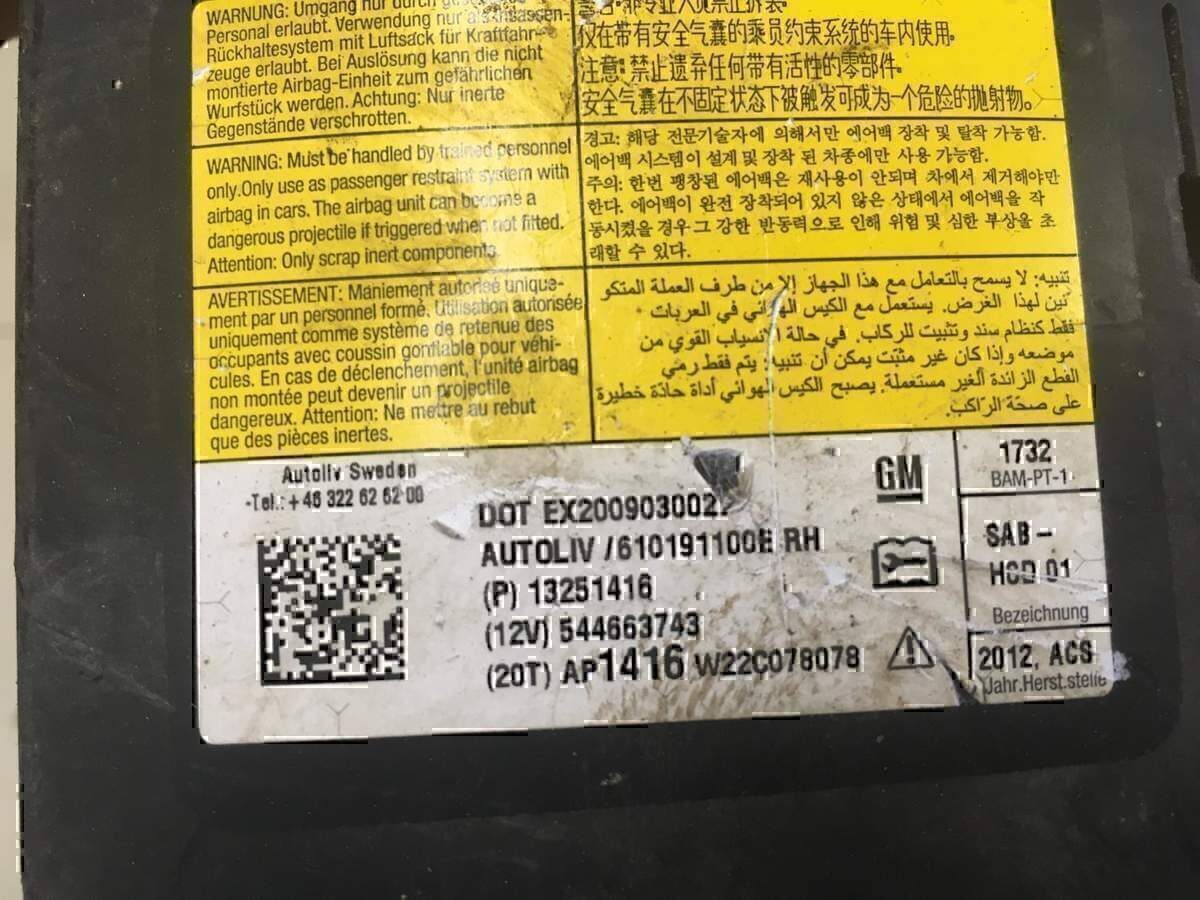 WARNUNG: Umgang nur durch
Personal erlaubt. Verwendung nur als Insassen-
Rückhaltesystem mit Luftsack für Kraftfahr-
zeuge erlaubt. Bei Auslösung kann die nicht
montierte Airbag-Einheit zum gefährlichen
Wurfstück werden. Achtung: Nur inerte
Gegenstände verschrotten.
WARNING: Must be handled by trained personnel
only.Only use as passenger restraint system with
airbag in cars. The airbag unit can become a
dangerous projectile if triggered when not fitted.
Attention: Only scrap inert components.
AVERTISSEMENT: Maniement autorisé unique-
ment par un personnel formé. Utilisation autorisée
uniquement comme système de retenue des
occupants avec coussin gonflable pour véhi-
cules. En cas de déclenchement, l'unité airbag
non montée peut devenir un projectile
dangereux. Attention: Ne mettre au rebut
que des pièces inertes.
警告：非专业人员禁止拆装。
仅在带有安全气囊的乘员约束系统的车内使用。
注意：禁止遗弃任何带有活性的零部件。
安全气囊在不固定状态下被触发可成为一个危险的抛射物。
경고: 해당 전문기술자에 의해서만 에어백 장착 및 탈착 가능함.
에어백 시스템이 설계 및 장착 된 차종에만 사용 가능함.
주의: 한번 팽창된 에어백은 재사용이 안되며 차에서 제거해야만
한다. 에어백이 완전 장착되어 있지 않은 상태에서 에어백을 작
동시켰을 경우 그 강한 반동력으로 인해 위험 및 심한 부상을 초
래할 수 있다.
تنبيه: لا يسمح بالتعامل مع هذا الجهاز إلا من طرف العملة المتكو
تين لهذا الغرض. يستعمل مع الكيس الهوائي في العربات
فقط كنظام سند وتثبيت للركاب. في حالة الانسياب القوي من
موضعه وإذا كان غير مثبت يمكن أن تنبيه: يتم فقط رمي
القطع الزائدة الغير مستعملة. يصبح الكيس الهوائي أداة حادة خطيرة
على صحة الراكب.
Autoliv Sweden
-Tel.: +46 322 62 62 00
DOT EX2009030022
AUTOLIV /610191100E RH
(P) 13251416
(12V) 544663743
(20T) AP1416 W22C078078
GM
1732
BAM-PT-1
SAB -
HSD 01
Bezeichnung
2012, ACS
Jahr.Herst.stelle